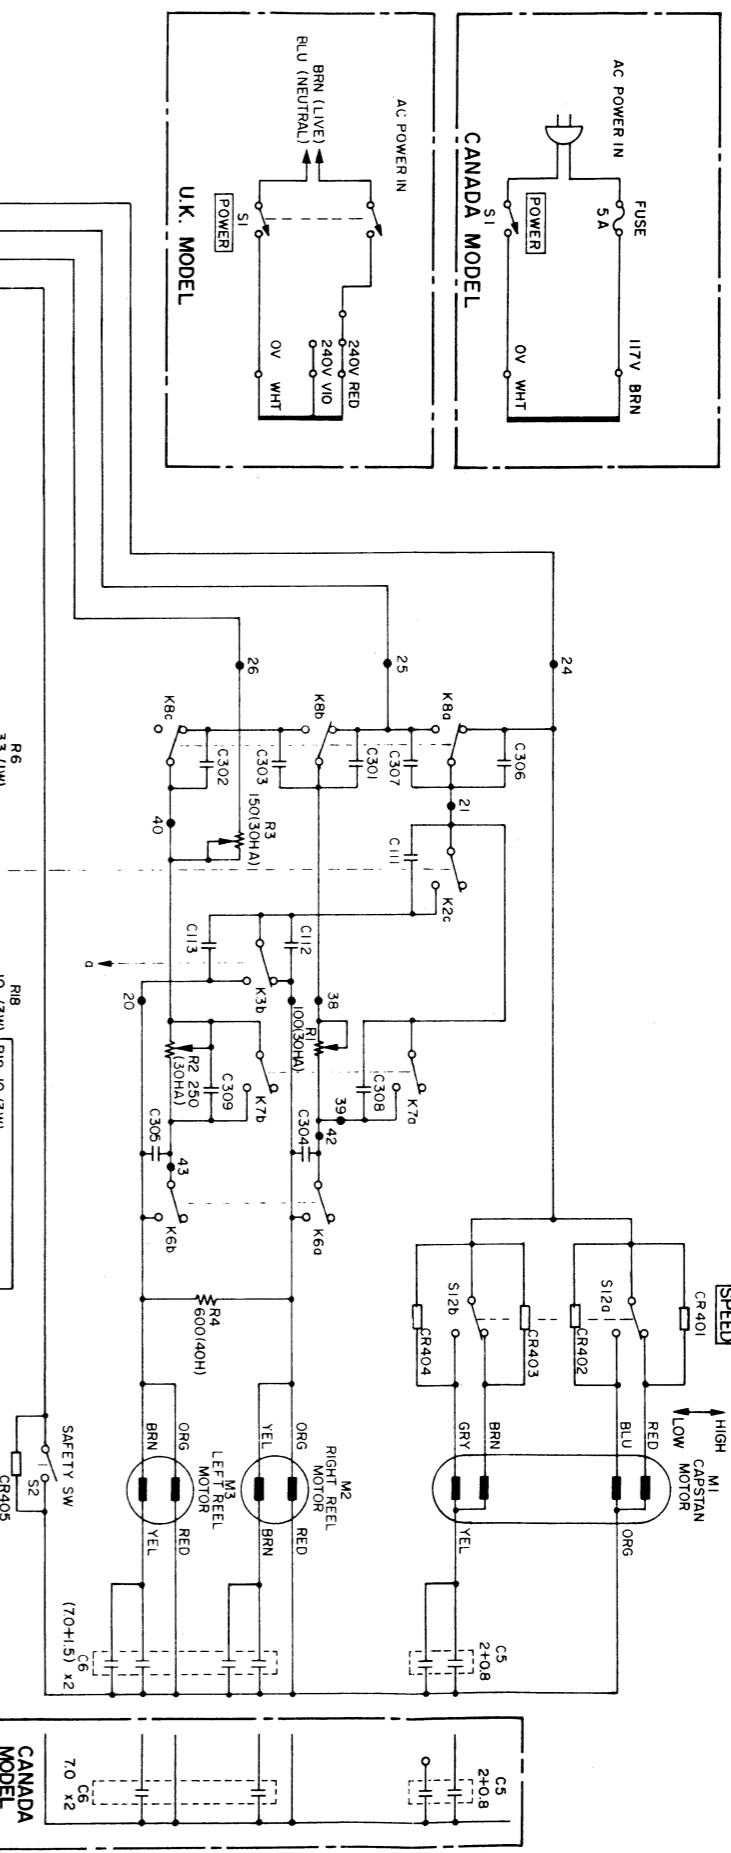 AC POWER IN
FUSE
5A
117V BRN
S1
POWER
0V WHT
CANADA MODEL
AC POWER IN
BRN (LIVE)
BLU (NEUTRAL)
S1
POWER
240V RED
240V VIO
0V WHT
U.K. MODEL
24
25
26
K8a
K8b
K8c
C306
C307
C301
C303
C302
21
40
R3
150(30HA)
C111
K2c
C112
C113
K3b
a
20
38
R1
100(30HA)
R2 250
(30HA)
C309
K7b
C308
K7a
39
42
C304
C305
43
K6a
K6b
R4
600(40H)
SPEED
CR401
S12a
CR402
CR403
S12b
CR404
HIGH
LOW
M1
CAPSTAN
MOTOR
RED
BLU
BRN
GRY
ORG
YEL
M2
RIGHT REEL
MOTOR
ORG
YEL
RED
BRN
M3
LEFT REEL
MOTOR
ORG
BRN
RED
YEL
SAFETY SW
S2
CR405
C5
2+0.8
C6
(7.0+1.5) x2
C5
2+0.8
C6
7.0 x2
CANADA
MODEL
R6
33 (1W)
R18